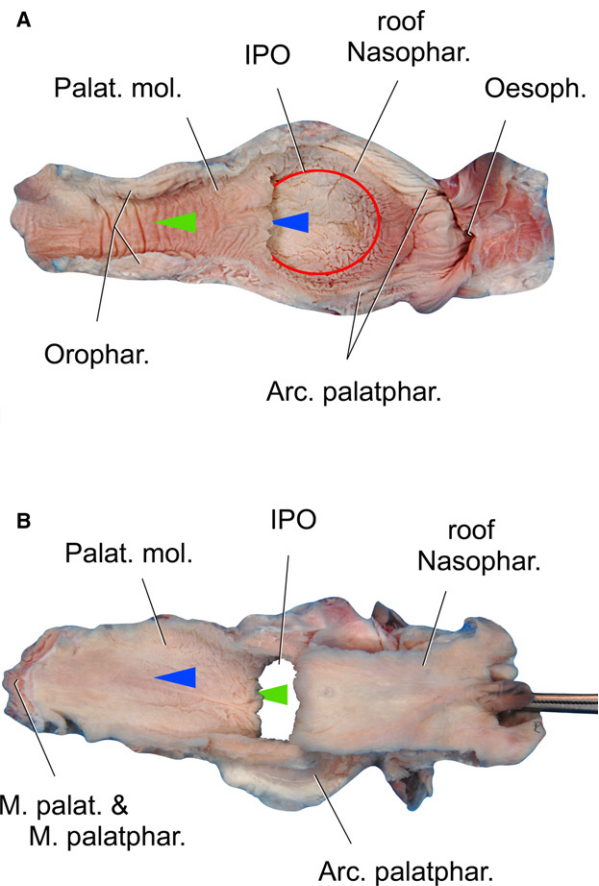 A
roof
IPO
Nasophar.
Palat. mol.
Oesoph.
Orophar.
Arc. palatphar.
B
IPO
roof
Palat. mol.
Nasophar.
M. palat. &
M. palatphar.
Arc. palatphar.